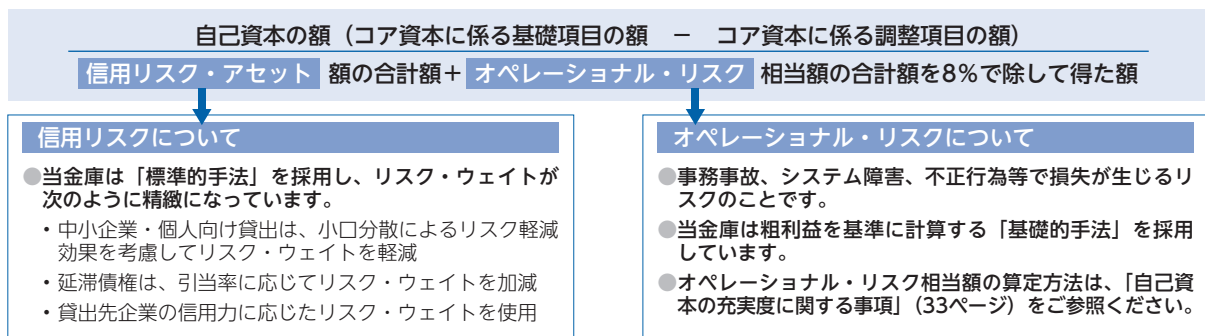 自己資本の額（コア資本に係る基礎項目の額　－　コア資本に係る調整項目の額）
信用リスク・アセット 額の合計額＋ オペレーショナル・リスク 相当額の合計額を8％で除して得た額
信用リスクについて
●当金庫は「標準的手法」を採用し、リスク・ウェイトが
次のように精緻になっています。
・中小企業・個人向け貸出は、小口分散によるリスク軽減
効果を考慮してリスク・ウェイトを軽減
・延滞債権は、引当率に応じてリスク・ウェイトを加減
・貸出先企業の信用力に応じたリスク・ウェイトを使用
オペレーショナル・リスクについて
●事務事故、システム障害、不正行為等で損失が生じるリ
スクのことです。
●当金庫は粗利益を基準に計算する「基礎的手法」を採用
しています。
●オペレーショナル・リスク相当額の算定方法は、「自己資
本の充実度に関する事項」（33ページ）をご参照ください。